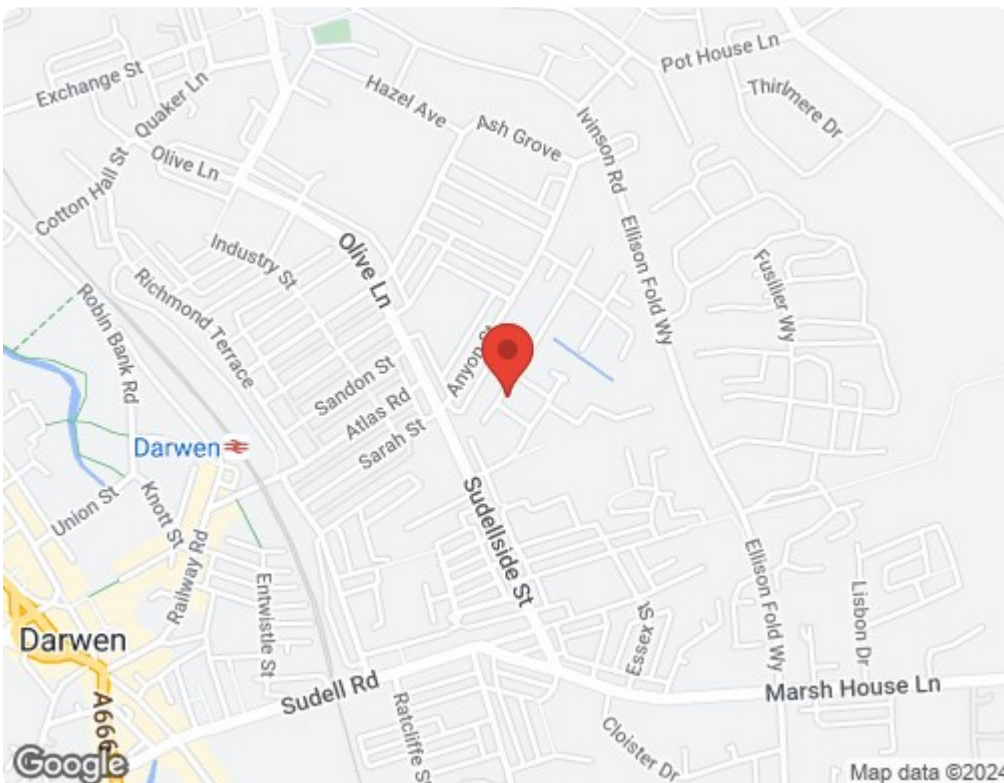 Pot House Ln
Exchange St
Quaker Ln
Hazel Ave
Thirlmere Dr
Ash Grove
Ivinson Rd
Olive Ln
Cotton Hall St
Ellison Fold Wy
Industry St
Olive Ln
Fusilier Wy
Richmond Terrace
Robin Bank Rd
Anyon St
Sandon St
Atlas Rd
Sarah St
Darwen
Union St
Knott St
Railway Rd
Sudellside St
Entwistle St
Ellison Fold Wy
Essex St
Lisbon Dr
Darwen
Sudell Rd
Marsh House Ln
A666
Ratcliffe St
Cloister Dr
Google
Map data ©2024